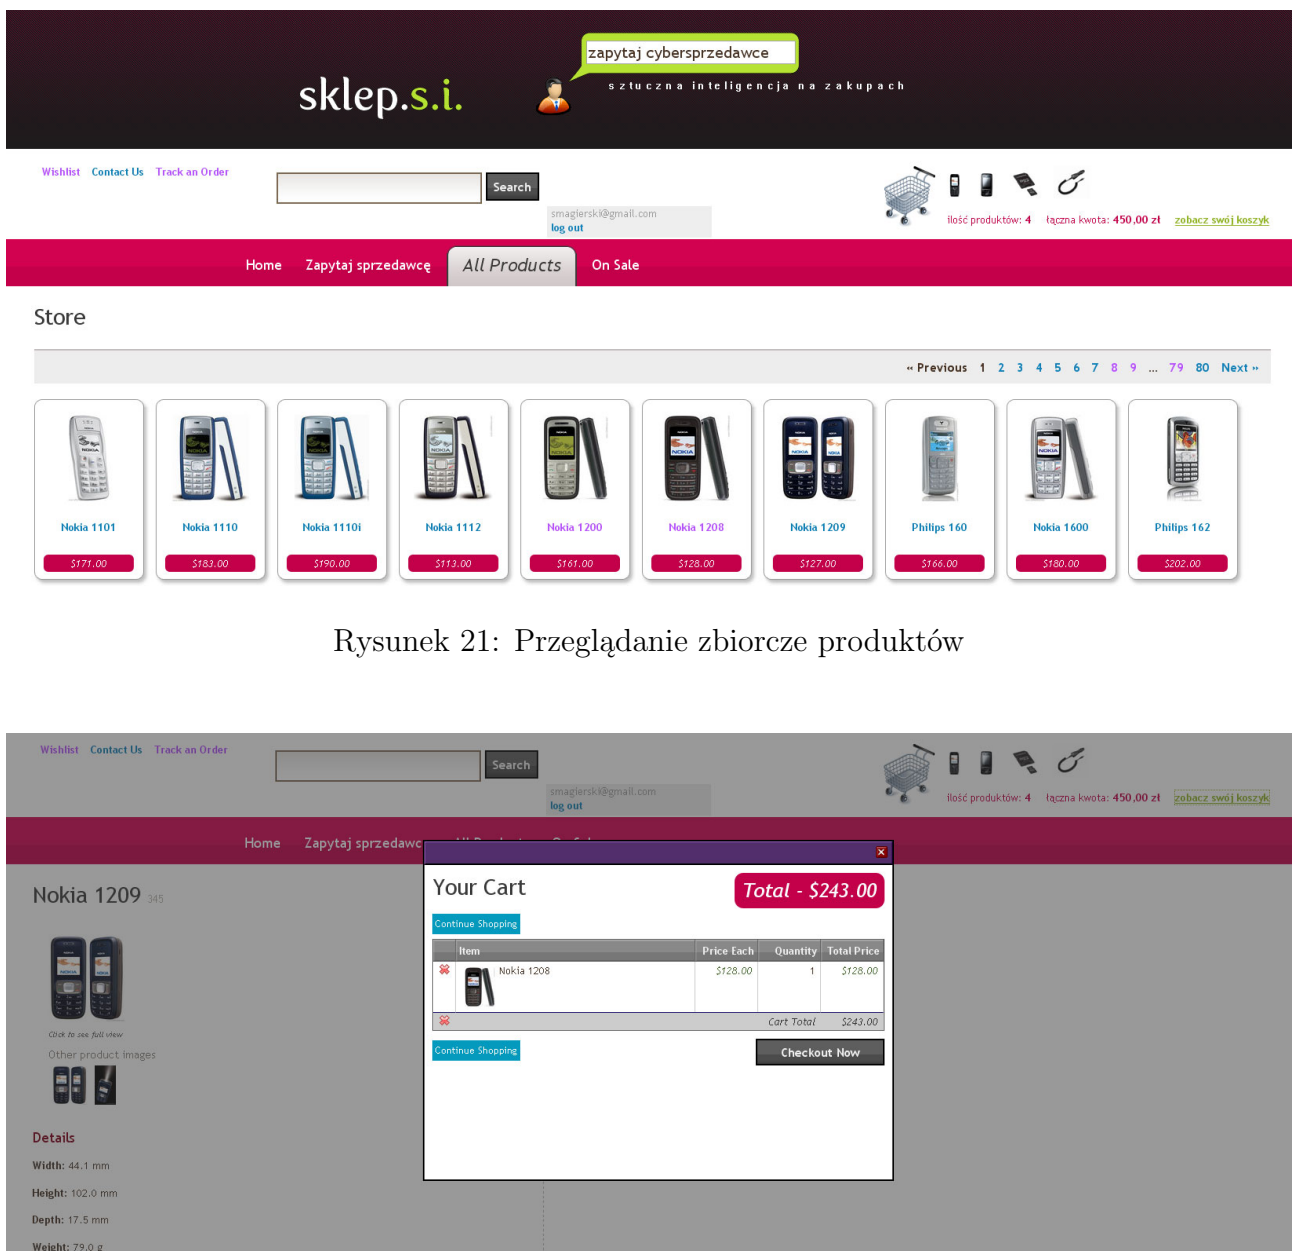 zapytaj cybersprzedawce
sztuczna inteligencja na zakupach
sklep.s.i.
Wishlist Contact Us Track an Order
Search
smagierski@gmail.com
log out
ilość produktów: 4 łączna kwota: 450,00 zł zobacz swój koszyk
Home Zapytaj sprzedawcę All Products On Sale
Store
« Previous 1 2 3 4 5 6 7 8 9 ... 79 80 Next »
Nokia 1101 Nokia 1110 Nokia 1110i Nokia 1112 Nokia 1200 Nokia 1208 Nokia 1209 Philips 160 Nokia 1600 Philips 162
$171.00 $183.00 $190.00 $113.00 $161.00 $128.00 $127.00 $166.00 $180.00 $202.00
Rysunek 21: Przeglądanie zbiorcze produktów
Wishlist Contact Us Track an Order
Search
smagierski@gmail.com
log out
ilość produktów: 4 łączna kwota: 450,00 zł zobacz swój koszyk
Home Zapytaj sprzedawc
Nokia 1209 345
Your Cart Total - $243.00
Continue Shopping
Item Price Each Quantity Total Price
Nokia 1208 $128.00 1 $128.00
Cart Total $243.00
Continue Shopping Checkout Now
Click to see full view
Other product images
Details
Width: 44.1 mm
Height: 102.0 mm
Depth: 17.5 mm
Weight: 79.0 g